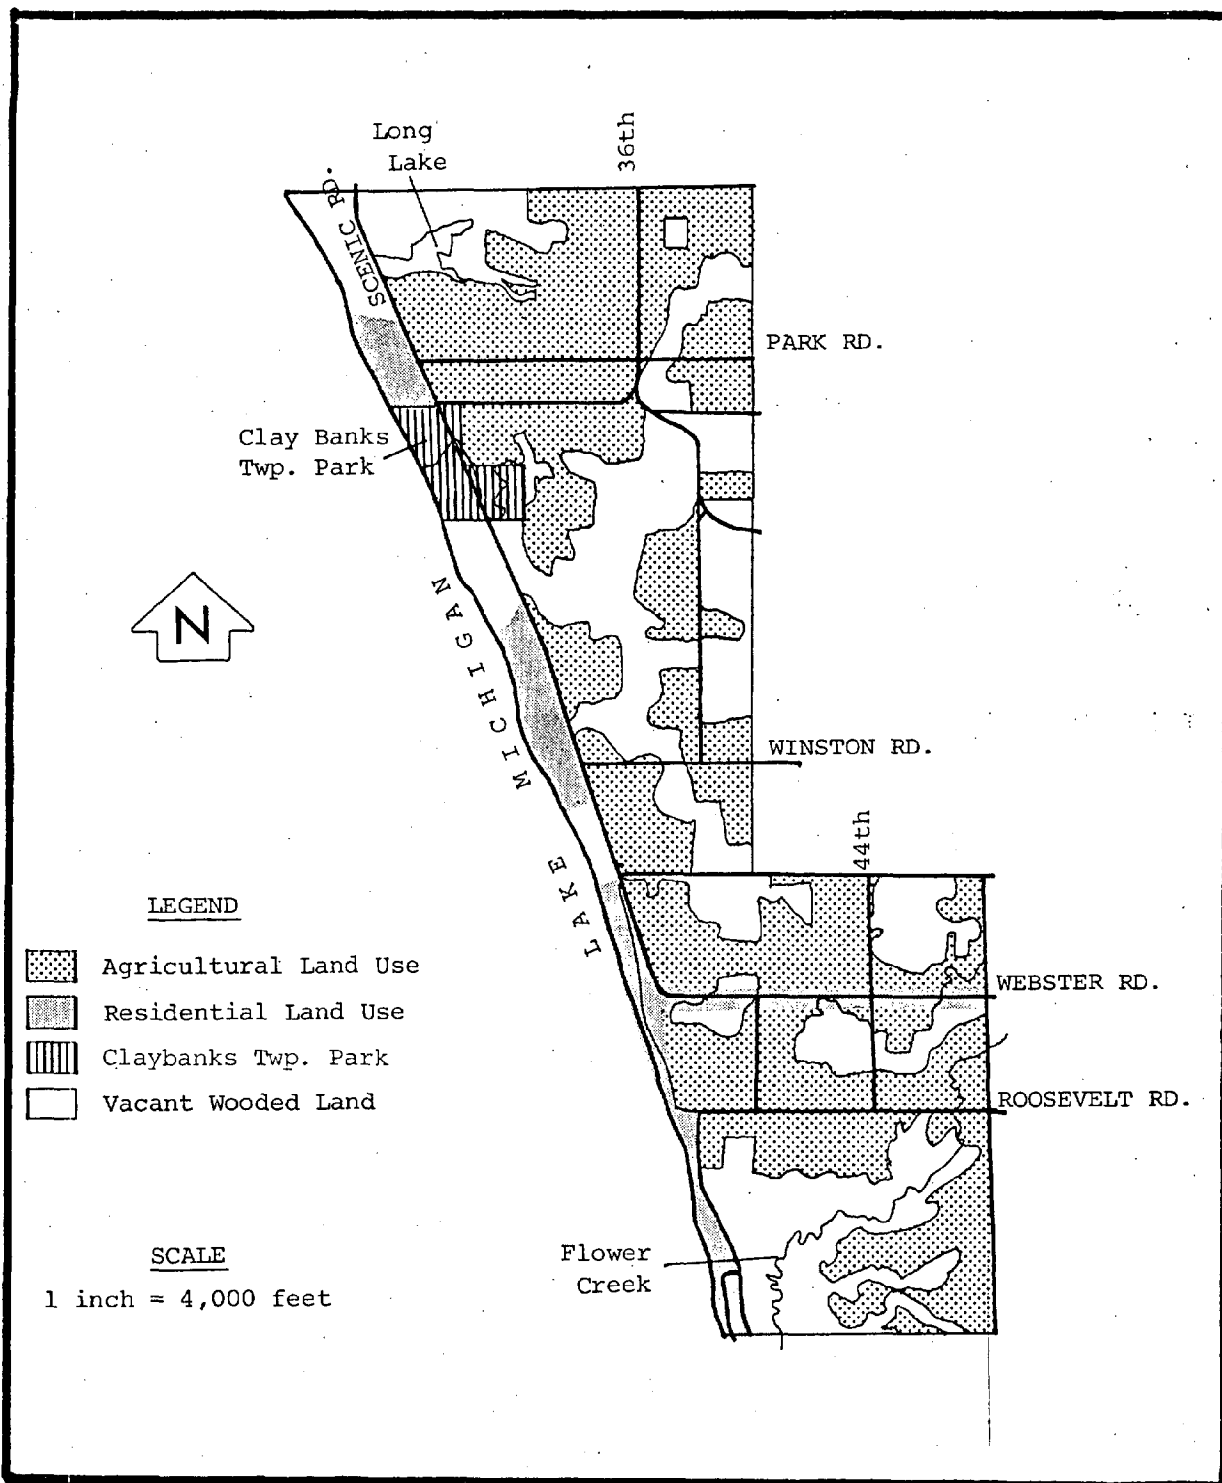 Long
Lake
36th
SCENIC RD.
PARK RD.
Clay Banks
Twp. Park
N
LAKE MICHIGAN
WINSTON RD.
44th
LEGEND
Agricultural Land Use
Residential Land Use
Claybanks Twp. Park
Vacant Wooded Land
WEBSTER RD.
ROOSEVELT RD.
SCALE
1 inch = 4,000 feet
Flower
Creek